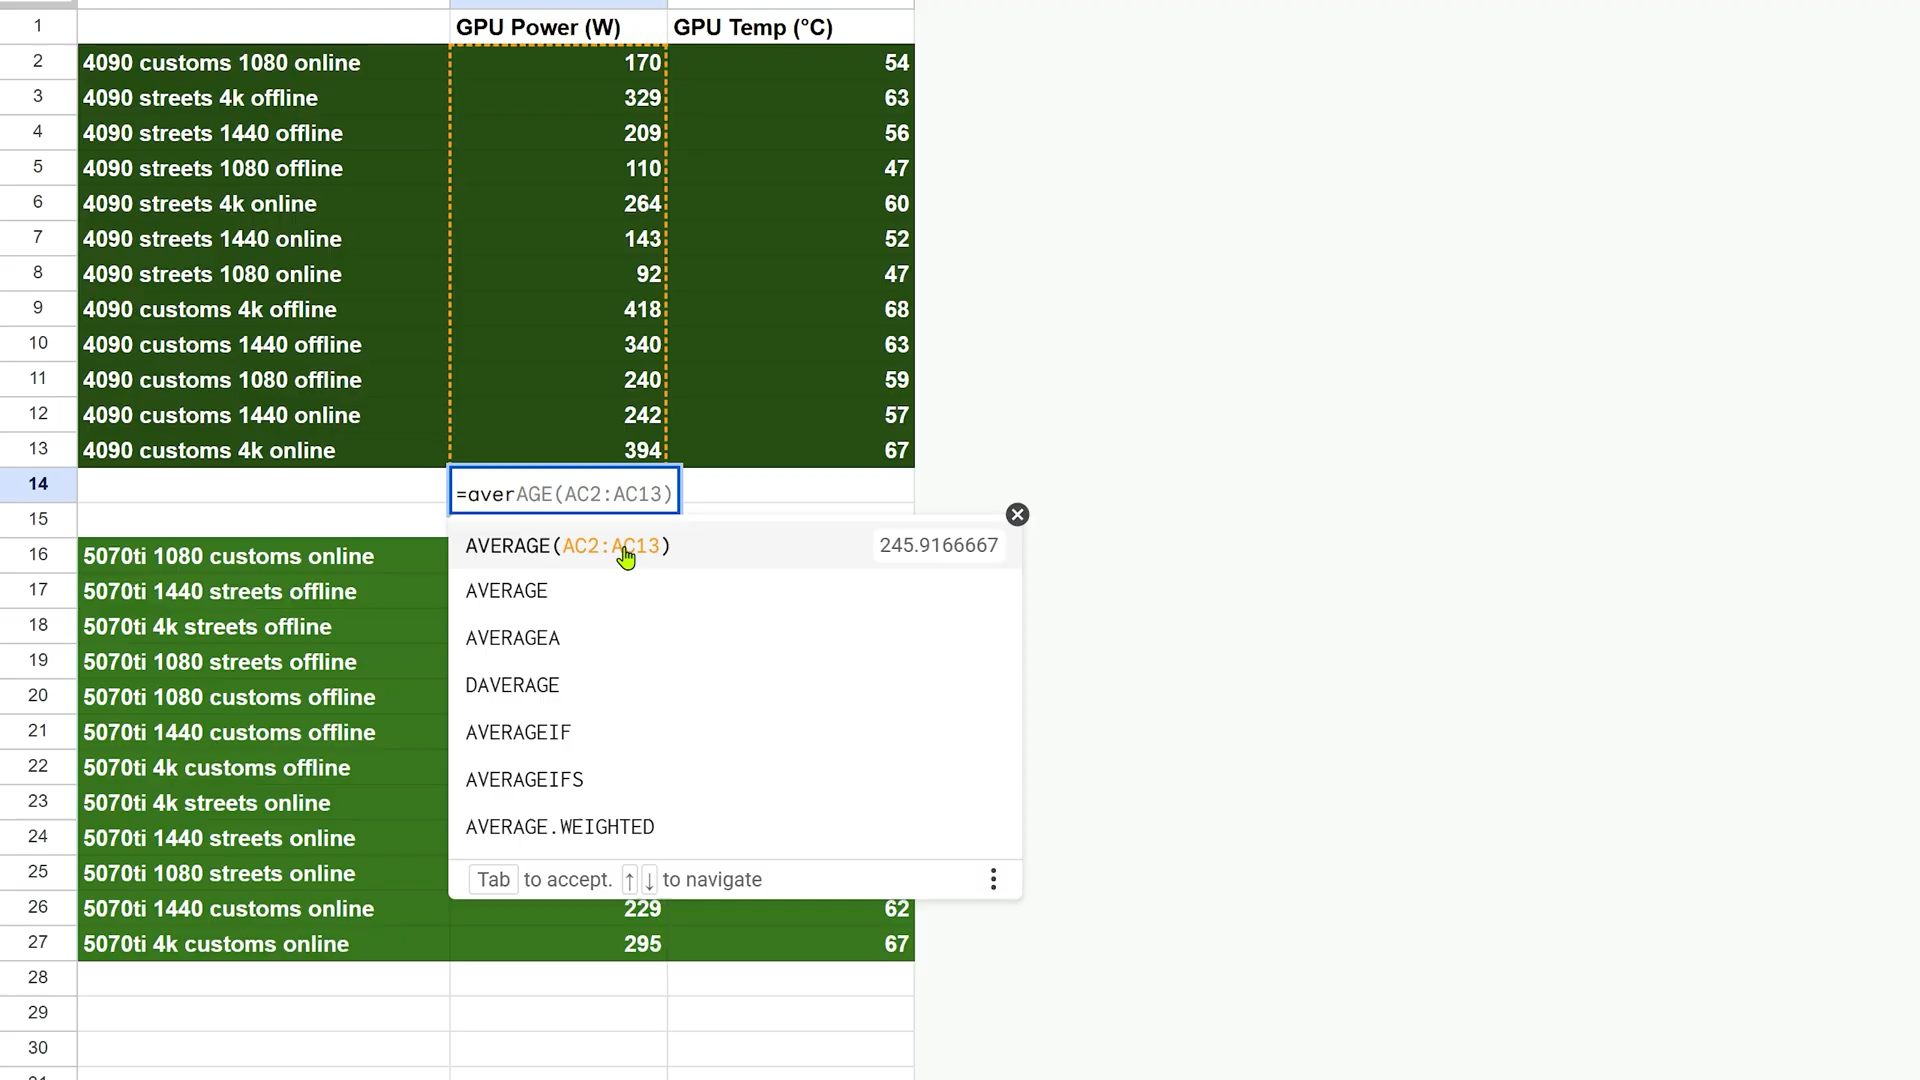 1 GPU Power (W) GPU Temp (°C)
2 4090 customs 1080 online 170 54
3 4090 streets 4k offline 329 63
4 4090 streets 1440 offline 209 56
5 4090 streets 1080 offline 110 47
6 4090 streets 4k online 264 60
7 4090 streets 1440 online 143 52
8 4090 streets 1080 online 92 47
9 4090 customs 4k offline 418 68
10 4090 customs 1440 offline 340 63
11 4090 customs 1080 offline 240 59
12 4090 customs 1440 online 242 57
13 4090 customs 4k online 394 67
14 =averAGE(AC2:AC13)
15
16 5070ti 1080 customs online
17 5070ti 1440 streets offline
18 5070ti 4k streets offline
19 5070ti 1080 streets offline
20 5070ti 1080 customs offline
21 5070ti 1440 customs offline
22 5070ti 4k customs offline
23 5070ti 4k streets online
24 5070ti 1440 streets online
25 5070ti 1080 streets online
26 5070ti 1440 customs online 229 62
27 5070ti 4k customs online 295 67
28
29
30
AVERAGE(AC2:AC13) 245.9166667
AVERAGE
AVERAGEA
DAVERAGE
AVERAGEIF
AVERAGEIFS
AVERAGE.WEIGHTED
Tab to accept. ↑ ↓ to navigate